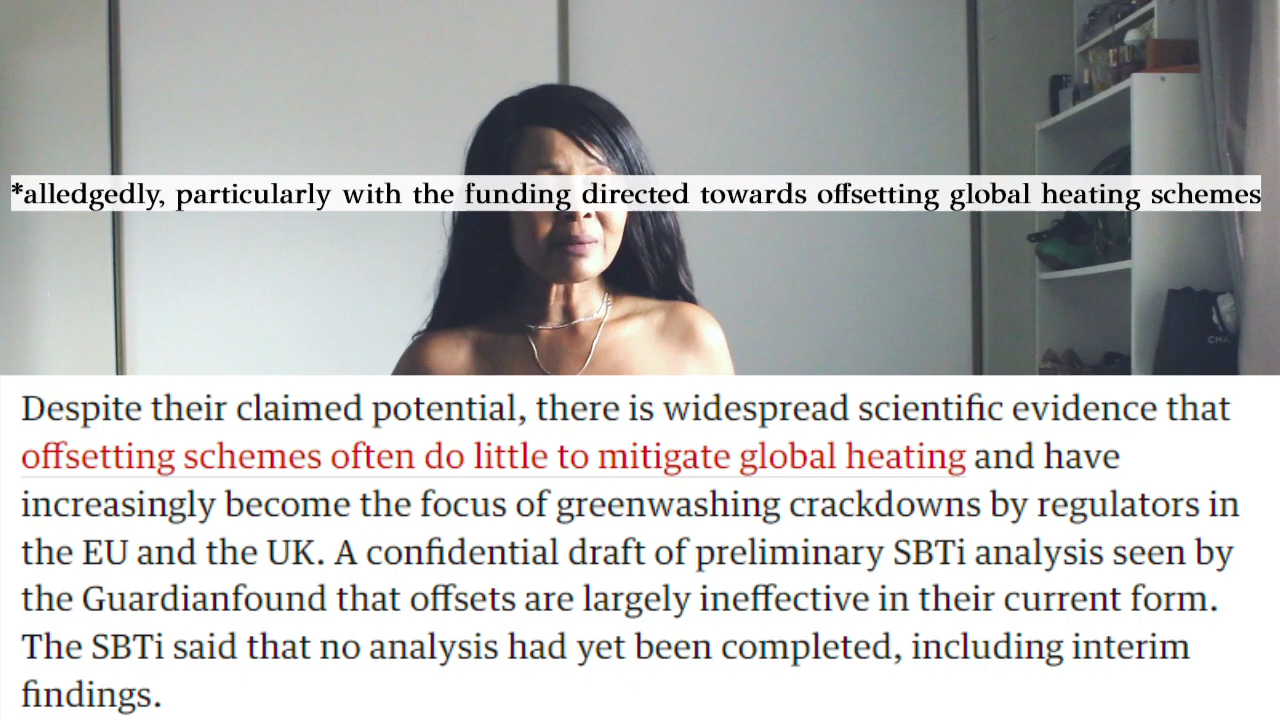 *alledgedly, particularly with the funding directed towards offsetting global heating schemes
CHA
Despite their claimed potential, there is widespread scientific evidence that
offsetting schemes often do little to mitigate global heating and have
increasingly become the focus of greenwashing crackdowns by regulators in
the EU and the UK. A confidential draft of preliminary SBTi analysis seen by
the Guardianfound that offsets are largely ineffective in their current form.
The SBTi said that no analysis had yet been completed, including interim
findings.